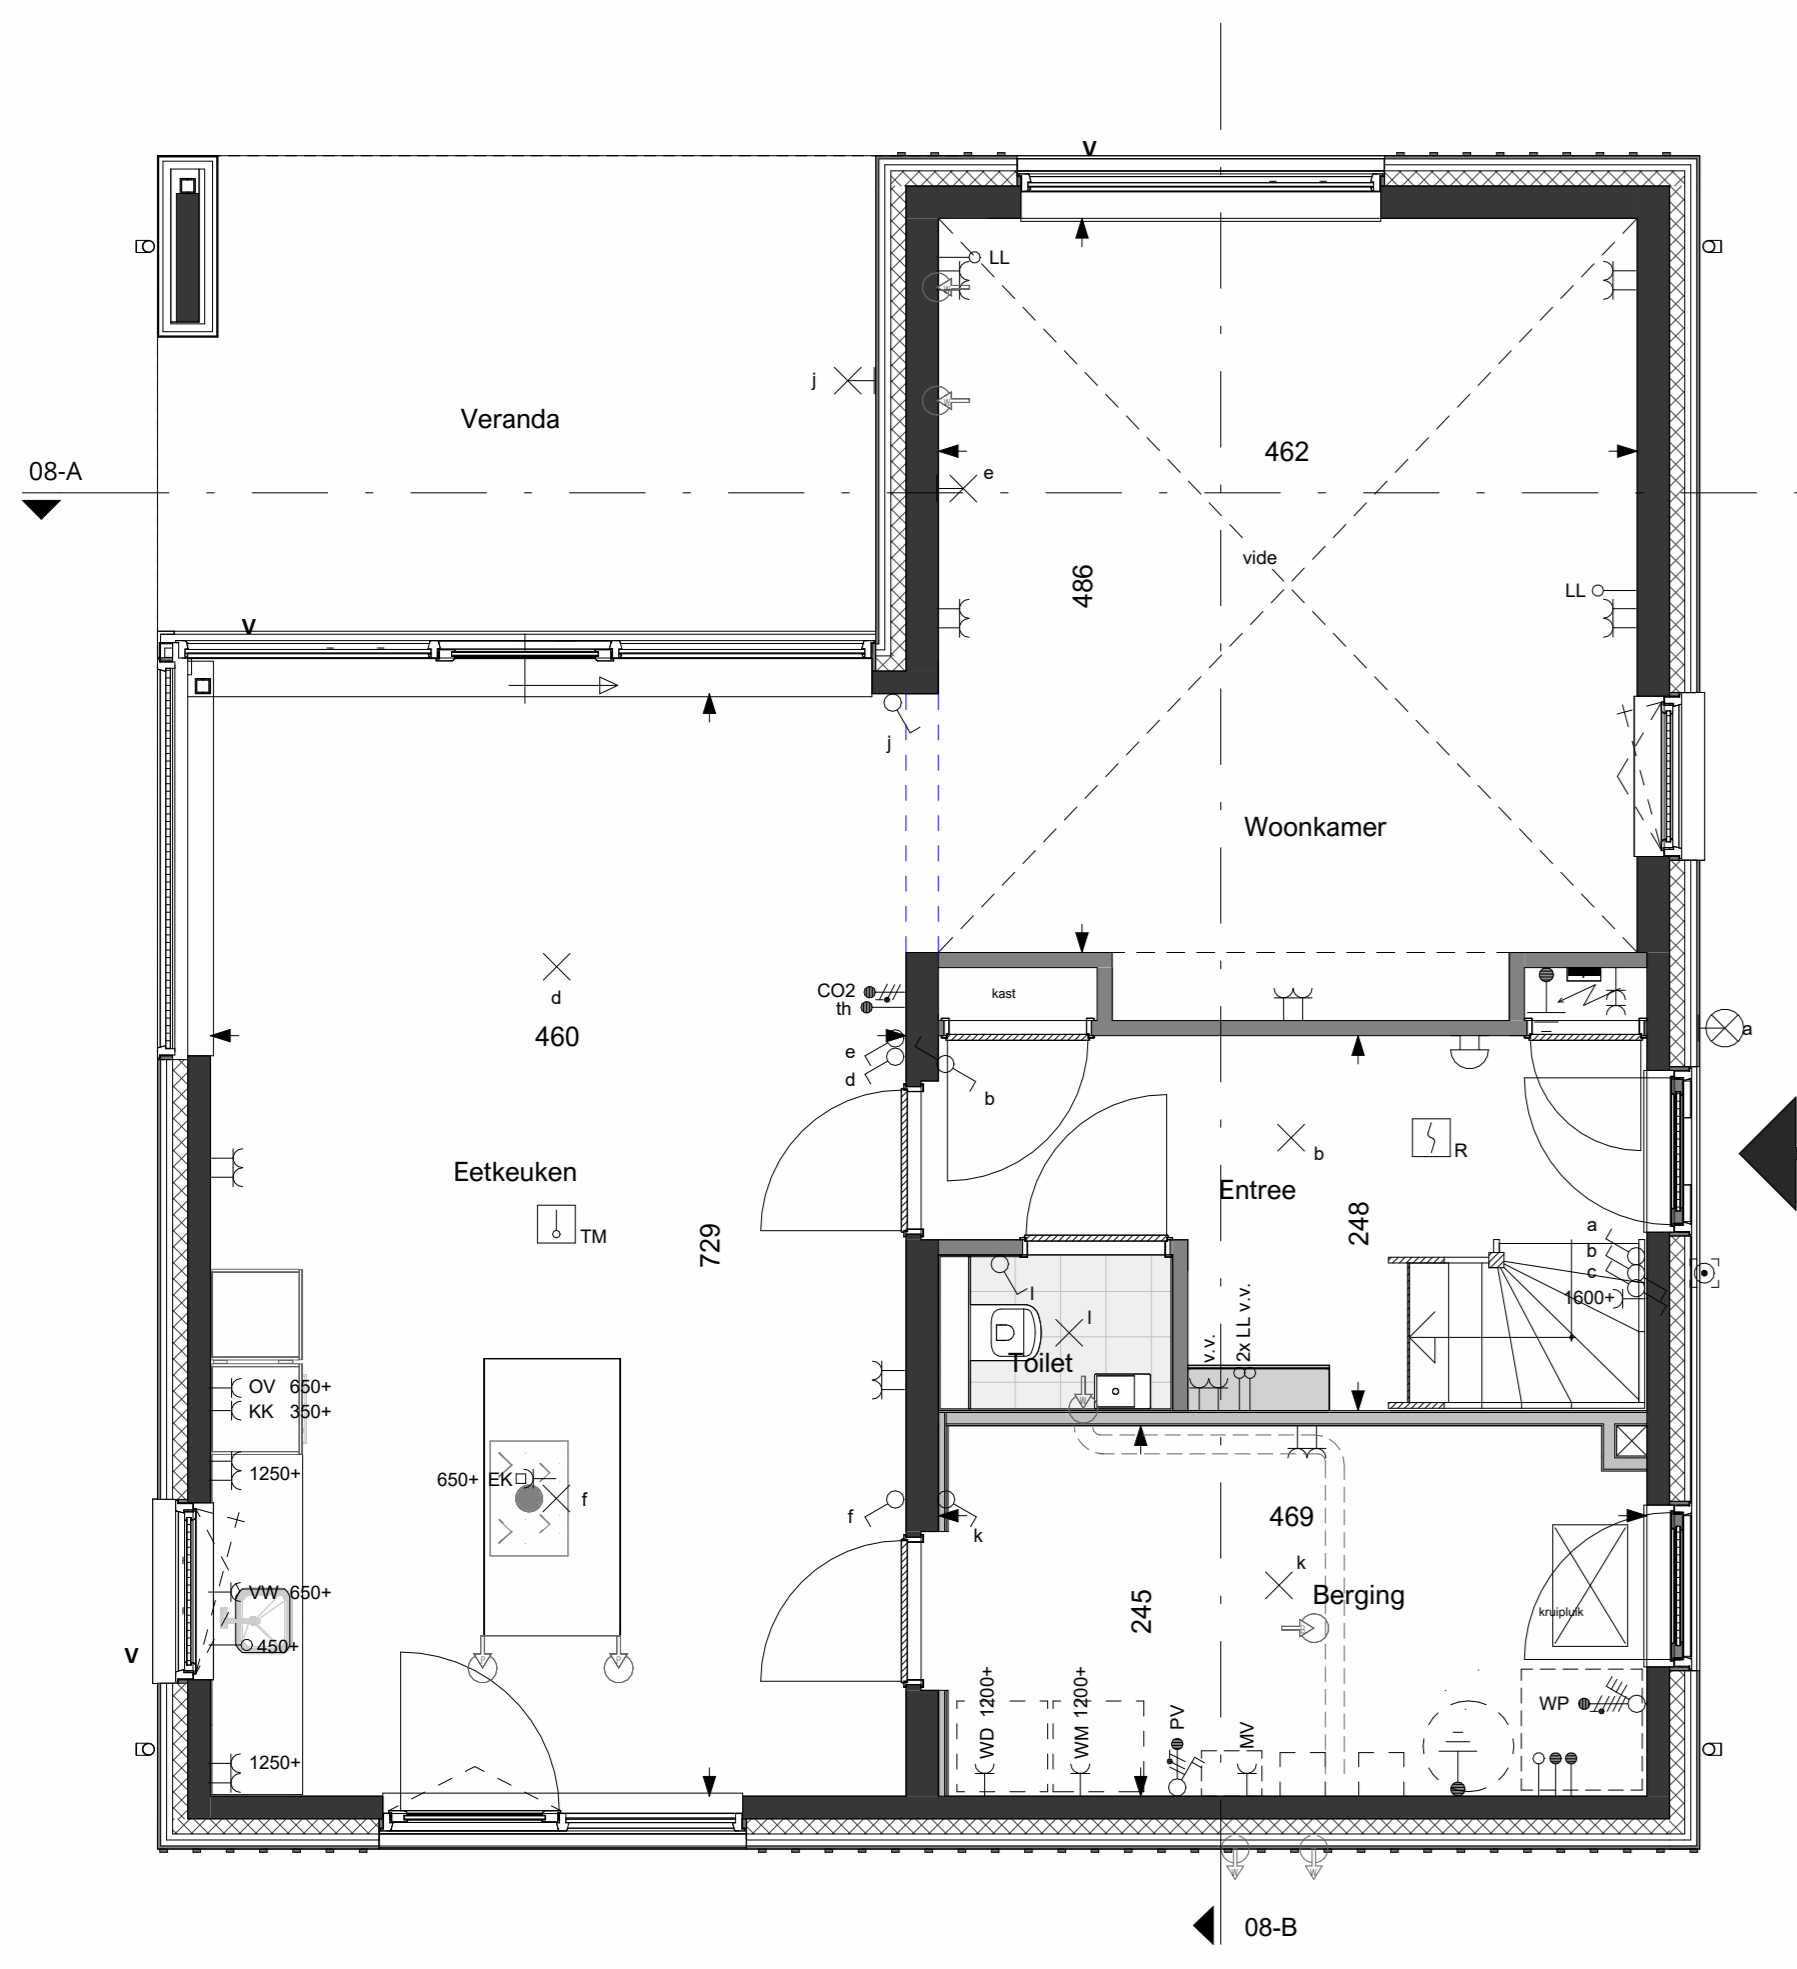 V
LL
j
Veranda
462
08-A
e
vide
486
LL
V
j
Woonkamer
d
CO2
th
kast
a
460
e
d
b
b
R
Eetkeuken
Entree
TM
729
248
a
b
c
1600+
l
l
Toilet
v.v.
2x LL v.v.
OV 650+
KK 350+
1250+
650+ EK
f
f
k
469
k
VW 650+
Berging
245
kruipluik
450+
V
WD 1200+
WM 1200+
PV
MV
WP
1250+
08-B